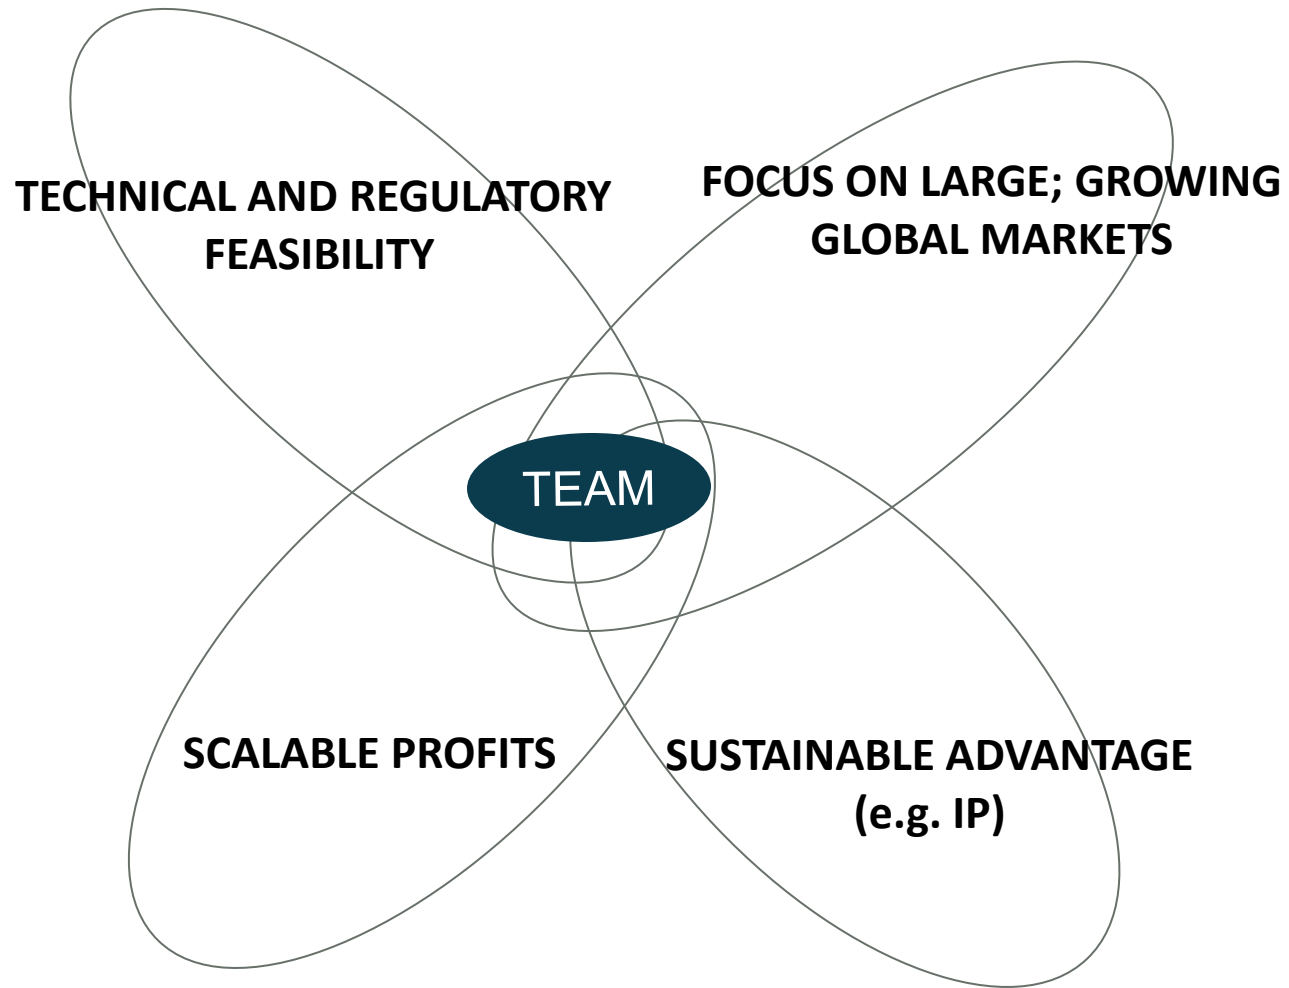 TECHNICAL AND REGULATORY
FEASIBILITY
FOCUS ON LARGE; GROWING
GLOBAL MARKETS
TEAM
SCALABLE PROFITS
SUSTAINABLE ADVANTAGE
(e.g. IP)